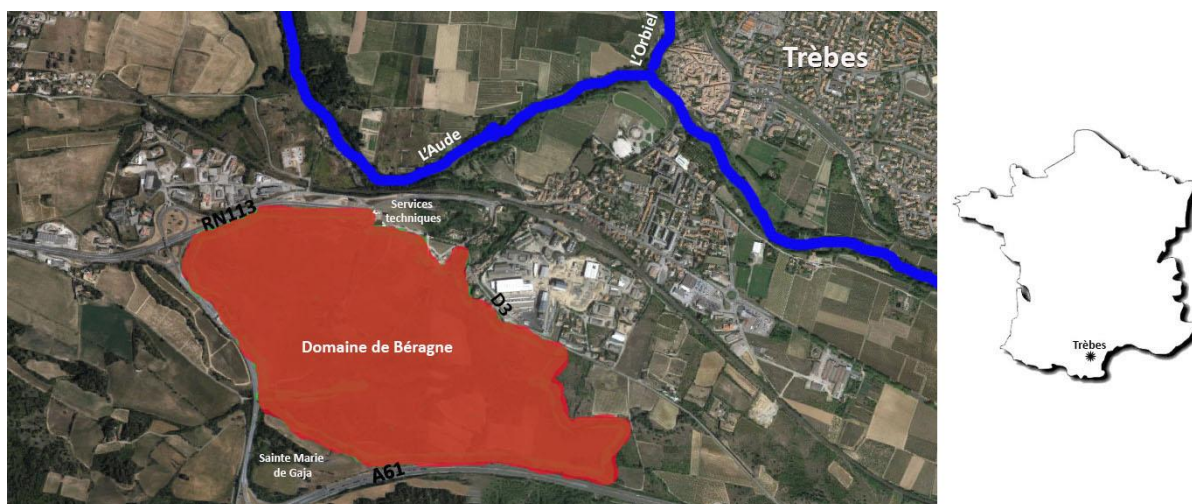 L'Orbiel
Trèbes
L'Aude
Services
techniques
RN113
D3
Domaine de Béragne
Trèbes
Sainte Marie
de Gaja
A61